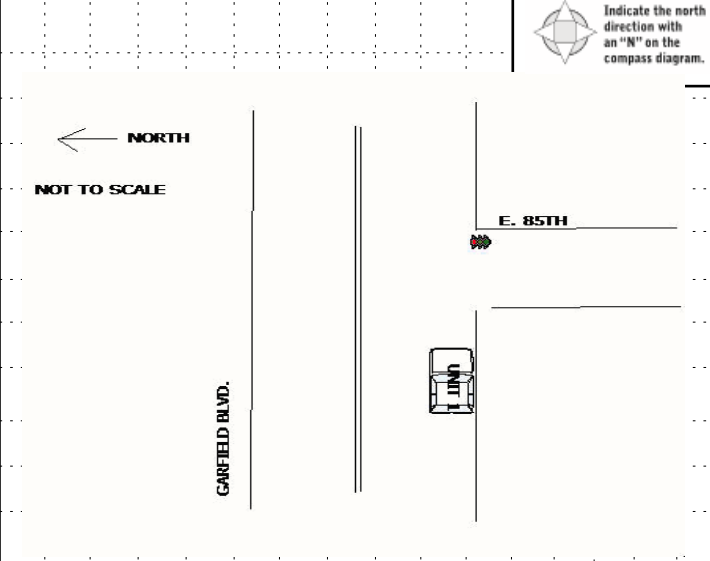 Indicate the north
direction with
an “N” on the
compass diagram.
NORTH
NOT TO SCALE
E. 85TH
UNIT 1
GARFIELD BLVD.